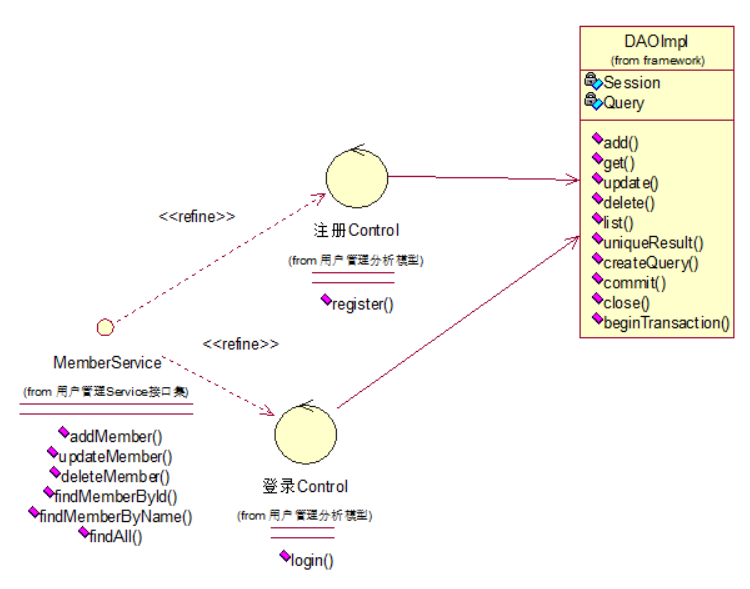 DAOImpl
(from framework)
Session
Query
add()
get()
update()
delete()
list()
uniqueResult()
createQuery()
commit()
close()
beginTransaction()
<<refine>>
注册Control
(from 用户管理分析模型)
register()
<<refine>>
MemberService
(from 用户管理Service接口集)
addMember()
updateMember()
deleteMember()
findMemberById()
findMemberByName()
findAll()
登录Control
(from 用户管理分析模型)
login()